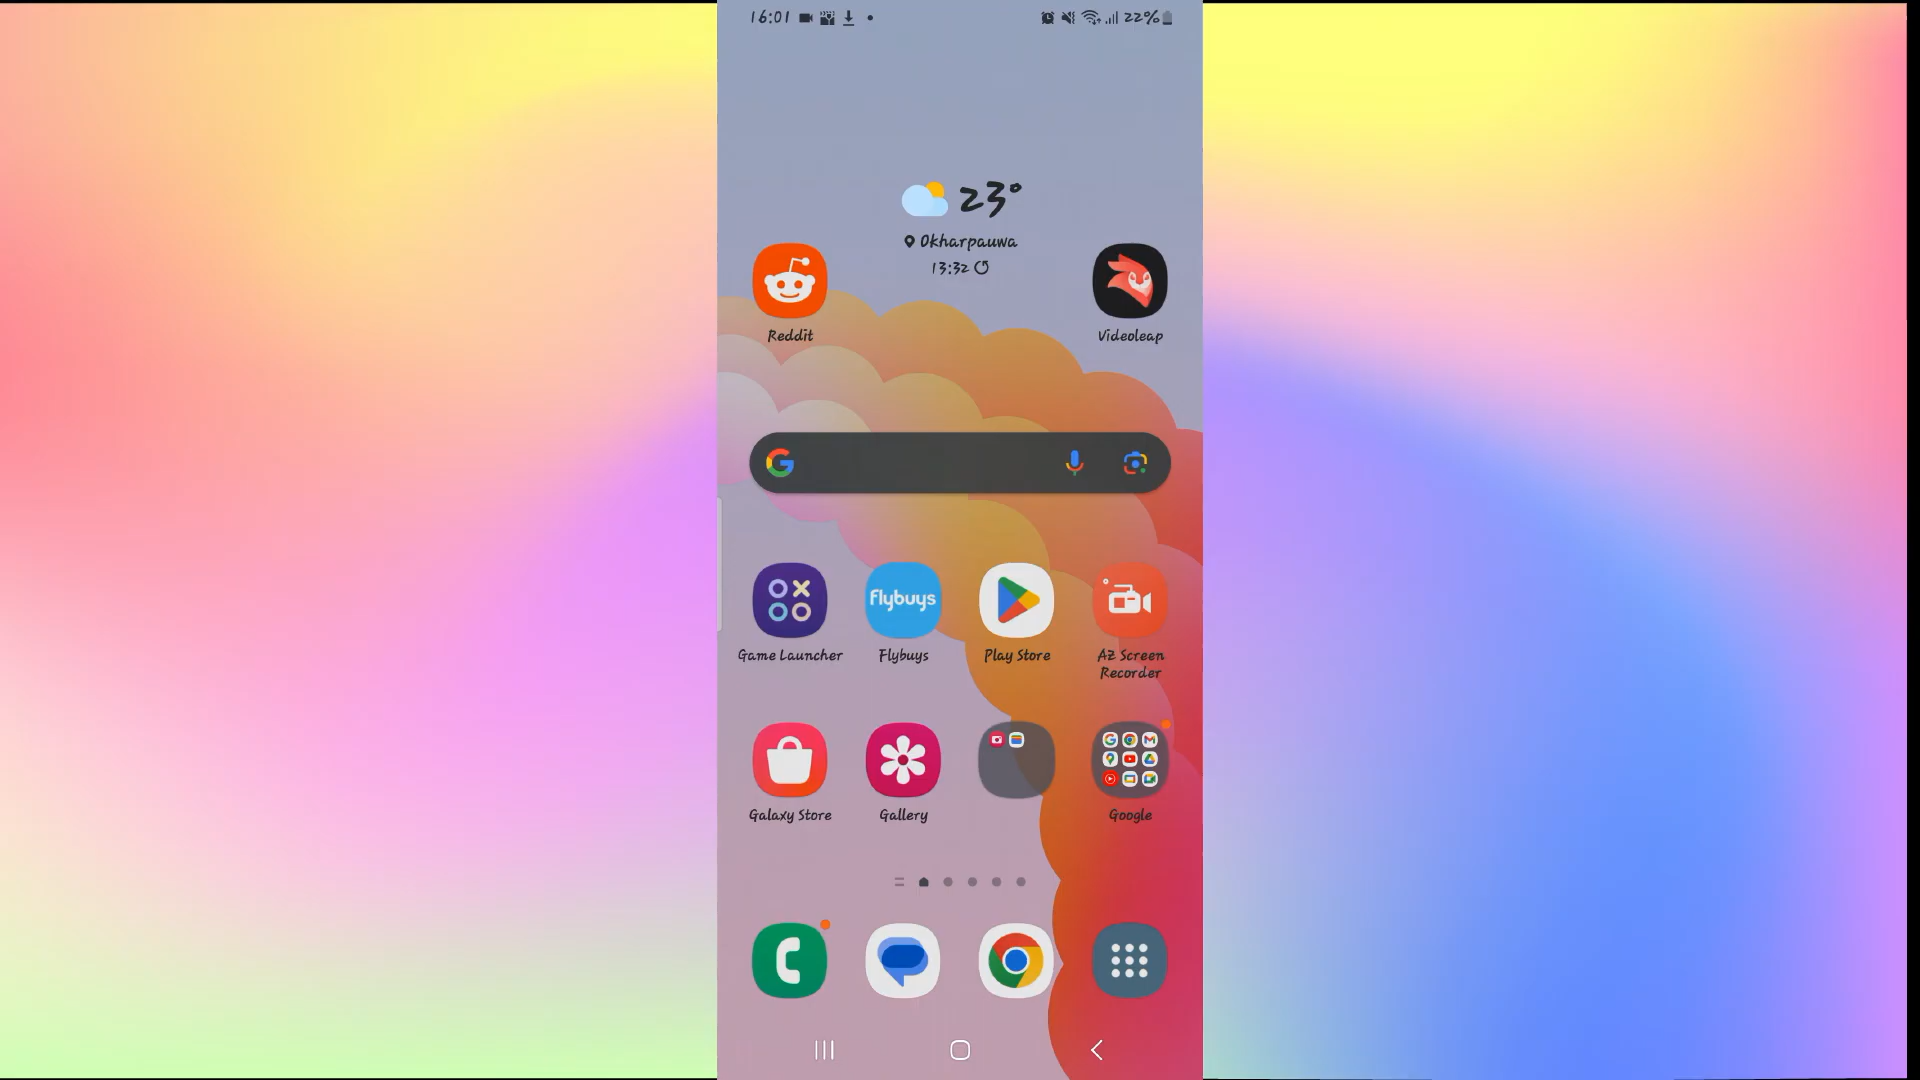 16:01
22%
23°
Okharpauwa
13:32
Reddit
Videoleap
flybuys
Game Launcher
Flybuys
Play Store
AZ Screen
Recorder
Galaxy Store
Gallery
Google